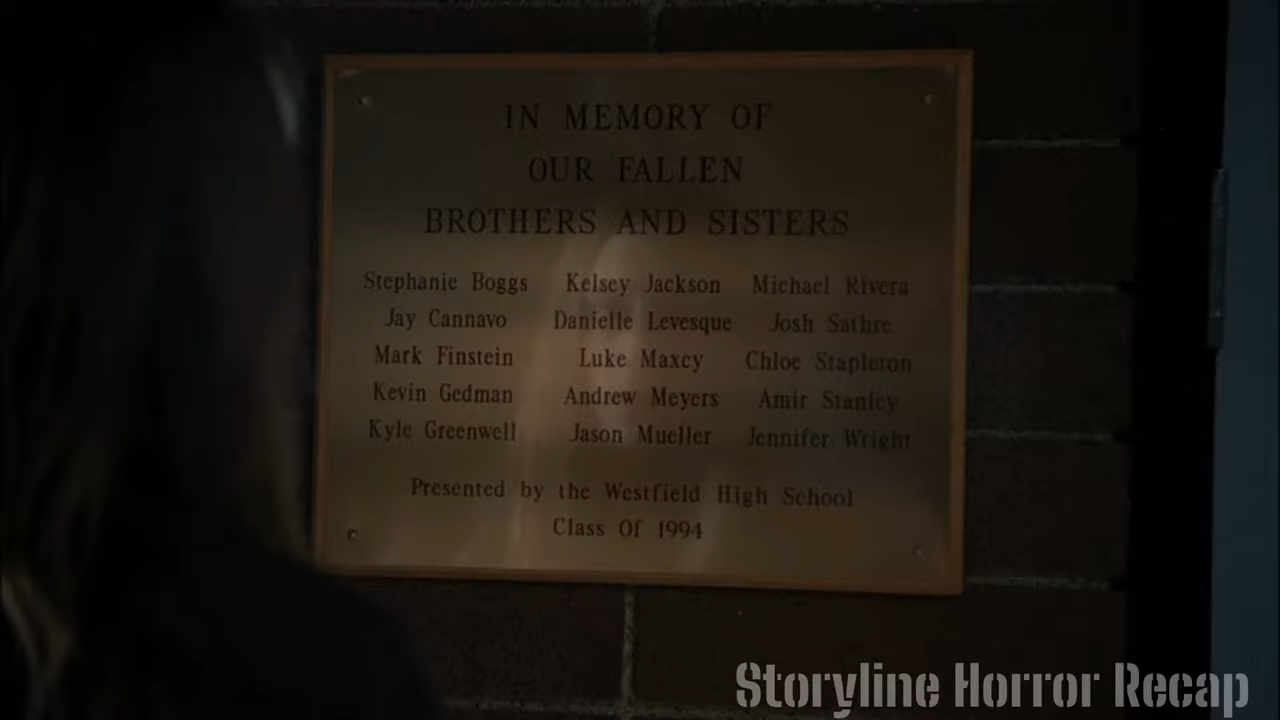 IN MEMORY OF
OUR FALLEN
BROTHERS AND SISTERS
Stephanie Boggs Kelsey Jackson Michael Rivera
Jay Cannavo Danielle Levesque Josh Sathre
Mark Finstein Luke Maxcy Chloe Stapleton
Kevin Gedman Andrew Meyers Amir Stanley
Kyle Greenwell Jason Mueller Jennifer Wright
Presented by the Westfield High School
Class Of 1994
Storyline Horror Recap